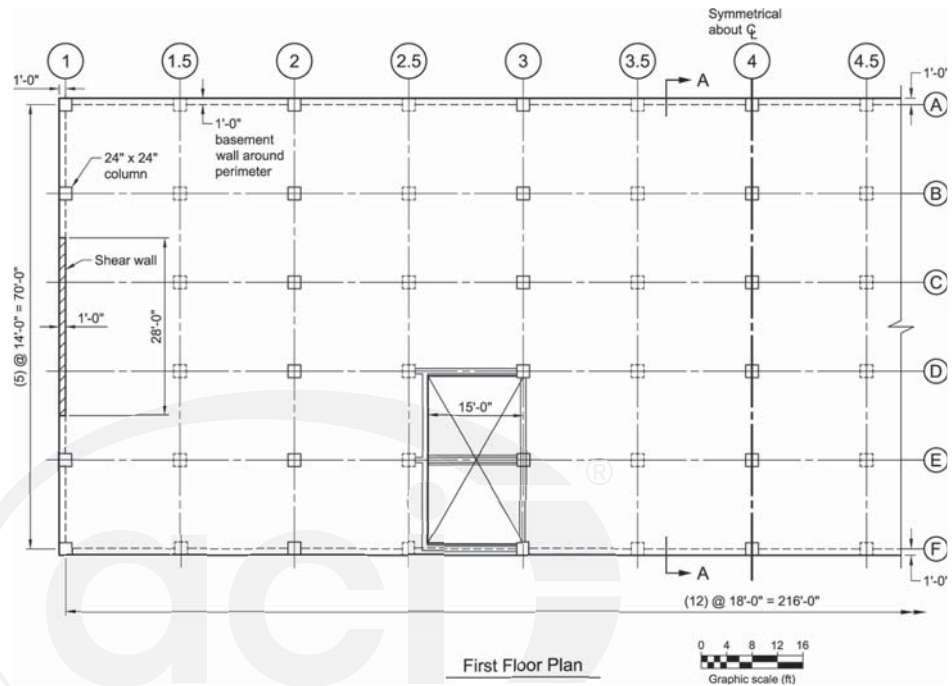 Symmetrical
about ℄
1
1.5
2
2.5
3
3.5
4
4.5
1'-0"
A
1'-0"
A
1'-0"
basement
wall around
perimeter
24" x 24"
column
B
Shear wall
(5) @ 14'-0" = 70'-0"
1'-0"
28'-0"
C
D
15'-0"
E
®
aci
F
A
1'-0"
(12) @ 18'-0" = 216'-0"
First Floor Plan
0 4 8 12 16
Graphic scale (ft)